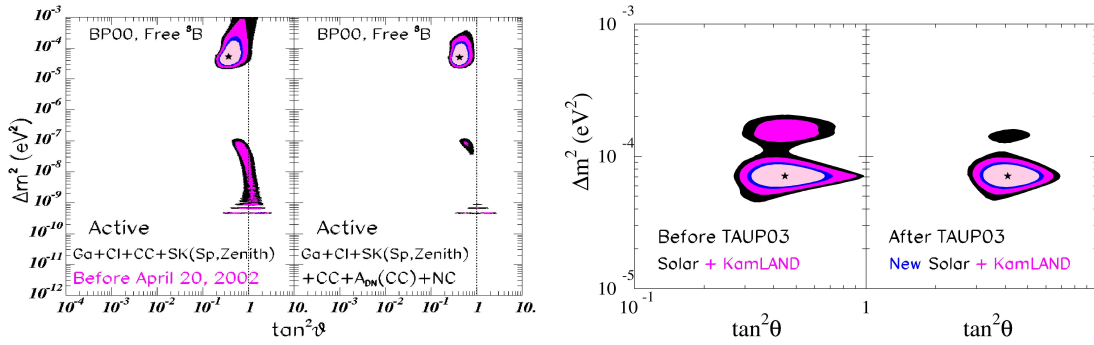 BP00, Free ⁸B
BP00, Free ⁸B
10⁻³
10⁻⁴
10⁻⁵
10⁻⁶
10⁻⁷
10⁻⁸
10⁻⁹
10⁻¹⁰
10⁻¹¹
10⁻¹²
Δm² (eV²)
Active
Ga+Cl+CC+SK(Sp,Zenith)
Before April 20, 2002
Active
Ga+Cl+SK(Sp,Zenith)
+CC+A_DN(CC)+NC
10⁻⁴ 10⁻³ 10⁻² 10⁻¹ 1 10. 10⁻³ 10⁻² 10⁻¹ 1 10.
tan²ϑ
10⁻³
10⁻⁴
10⁻⁵
Δm² (eV²)
Before TAUP03
Solar + KamLAND
After TAUP03
New Solar + KamLAND
10⁻¹ 1 1
tan²θ tan²θ